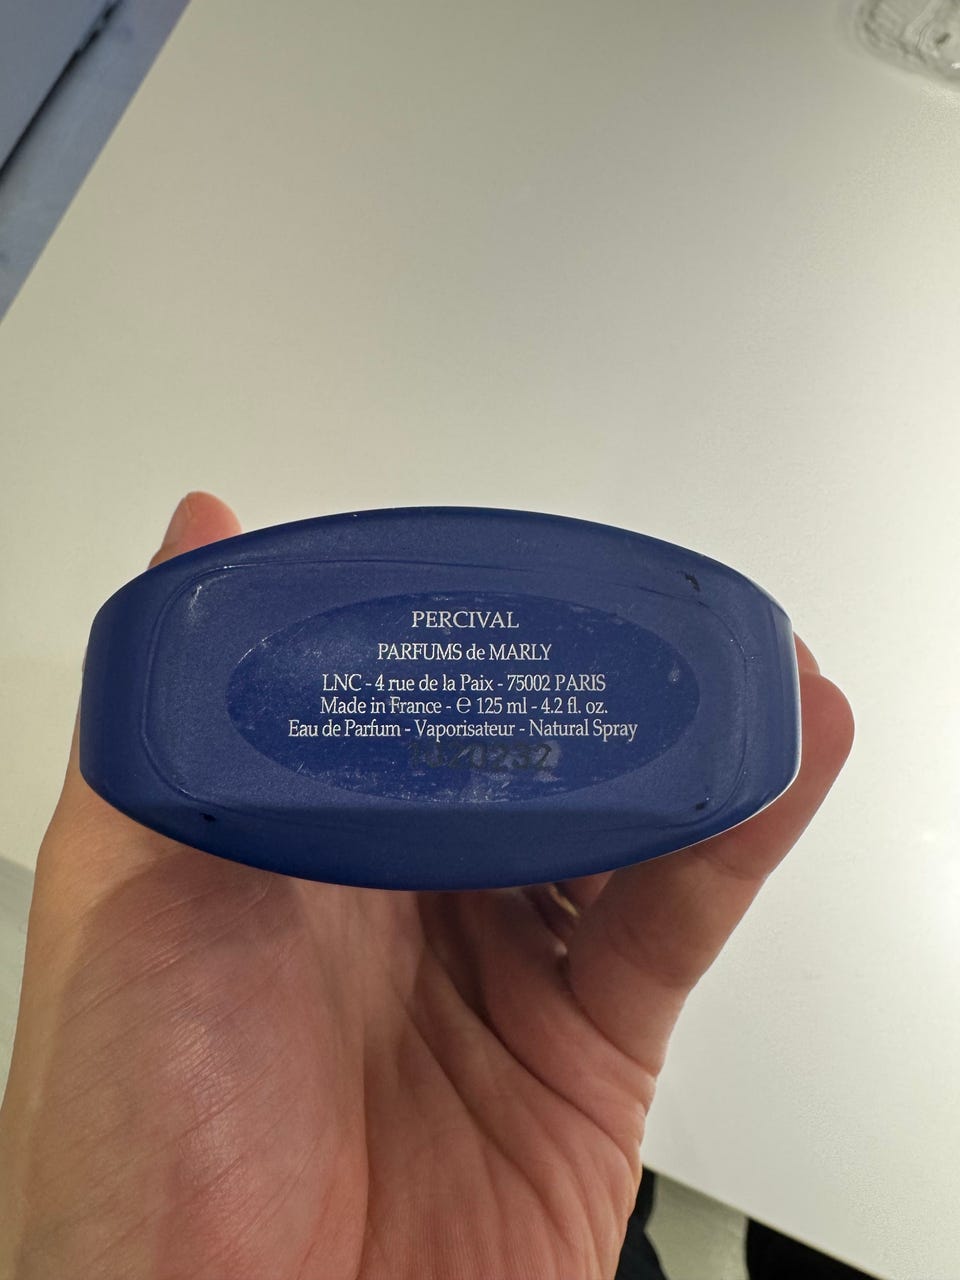 PERCIVAL
PARFUMS de MARLY
LNC - 4 rue de la Paix - 75002 PARIS
Made in France - ℮ 125 ml - 4.2 fl. oz.
Eau de Parfum - Vaporisateur - Natural Spray